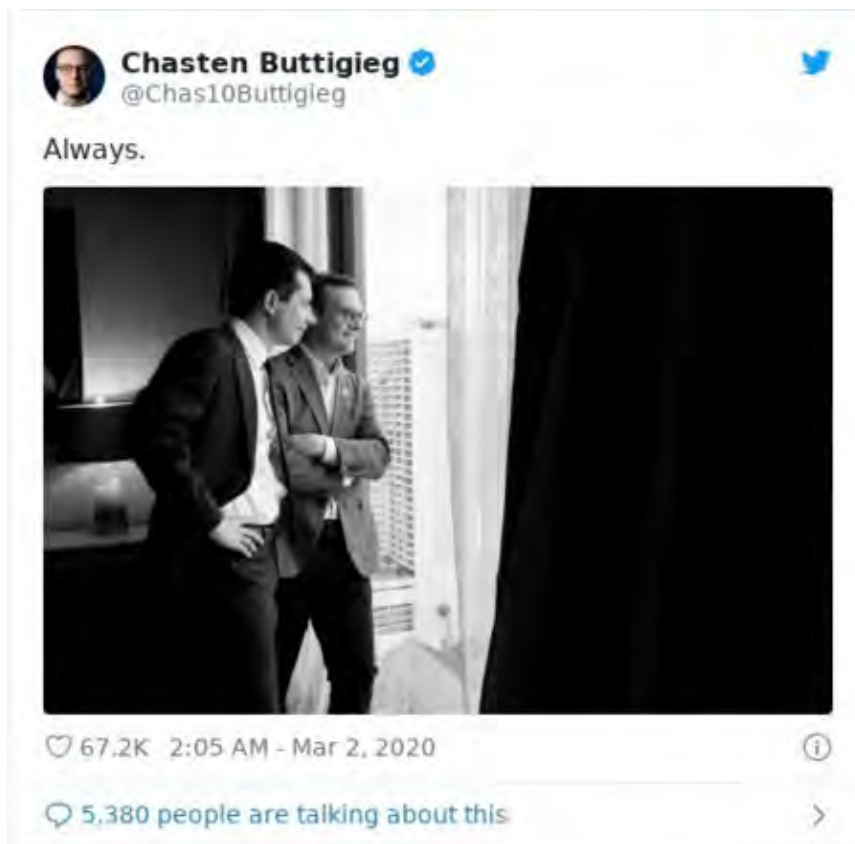 Chasten Buttigieg
@Chas10Buttigieg
Always.
67.2K 2:05 AM - Mar 2, 2020
5,380 people are talking about this